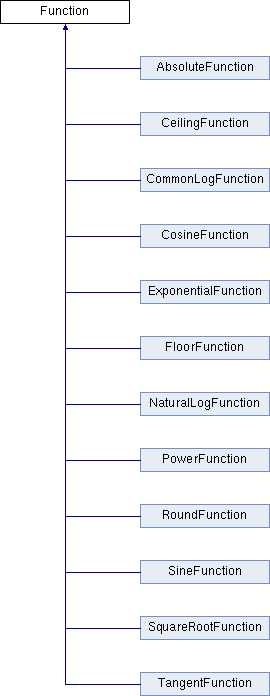 Function
AbsoluteFunction
CeilingFunction
CommonLogFunction
CosineFunction
ExponentialFunction
FloorFunction
NaturalLogFunction
PowerFunction
RoundFunction
SineFunction
SquareRootFunction
TangentFunction